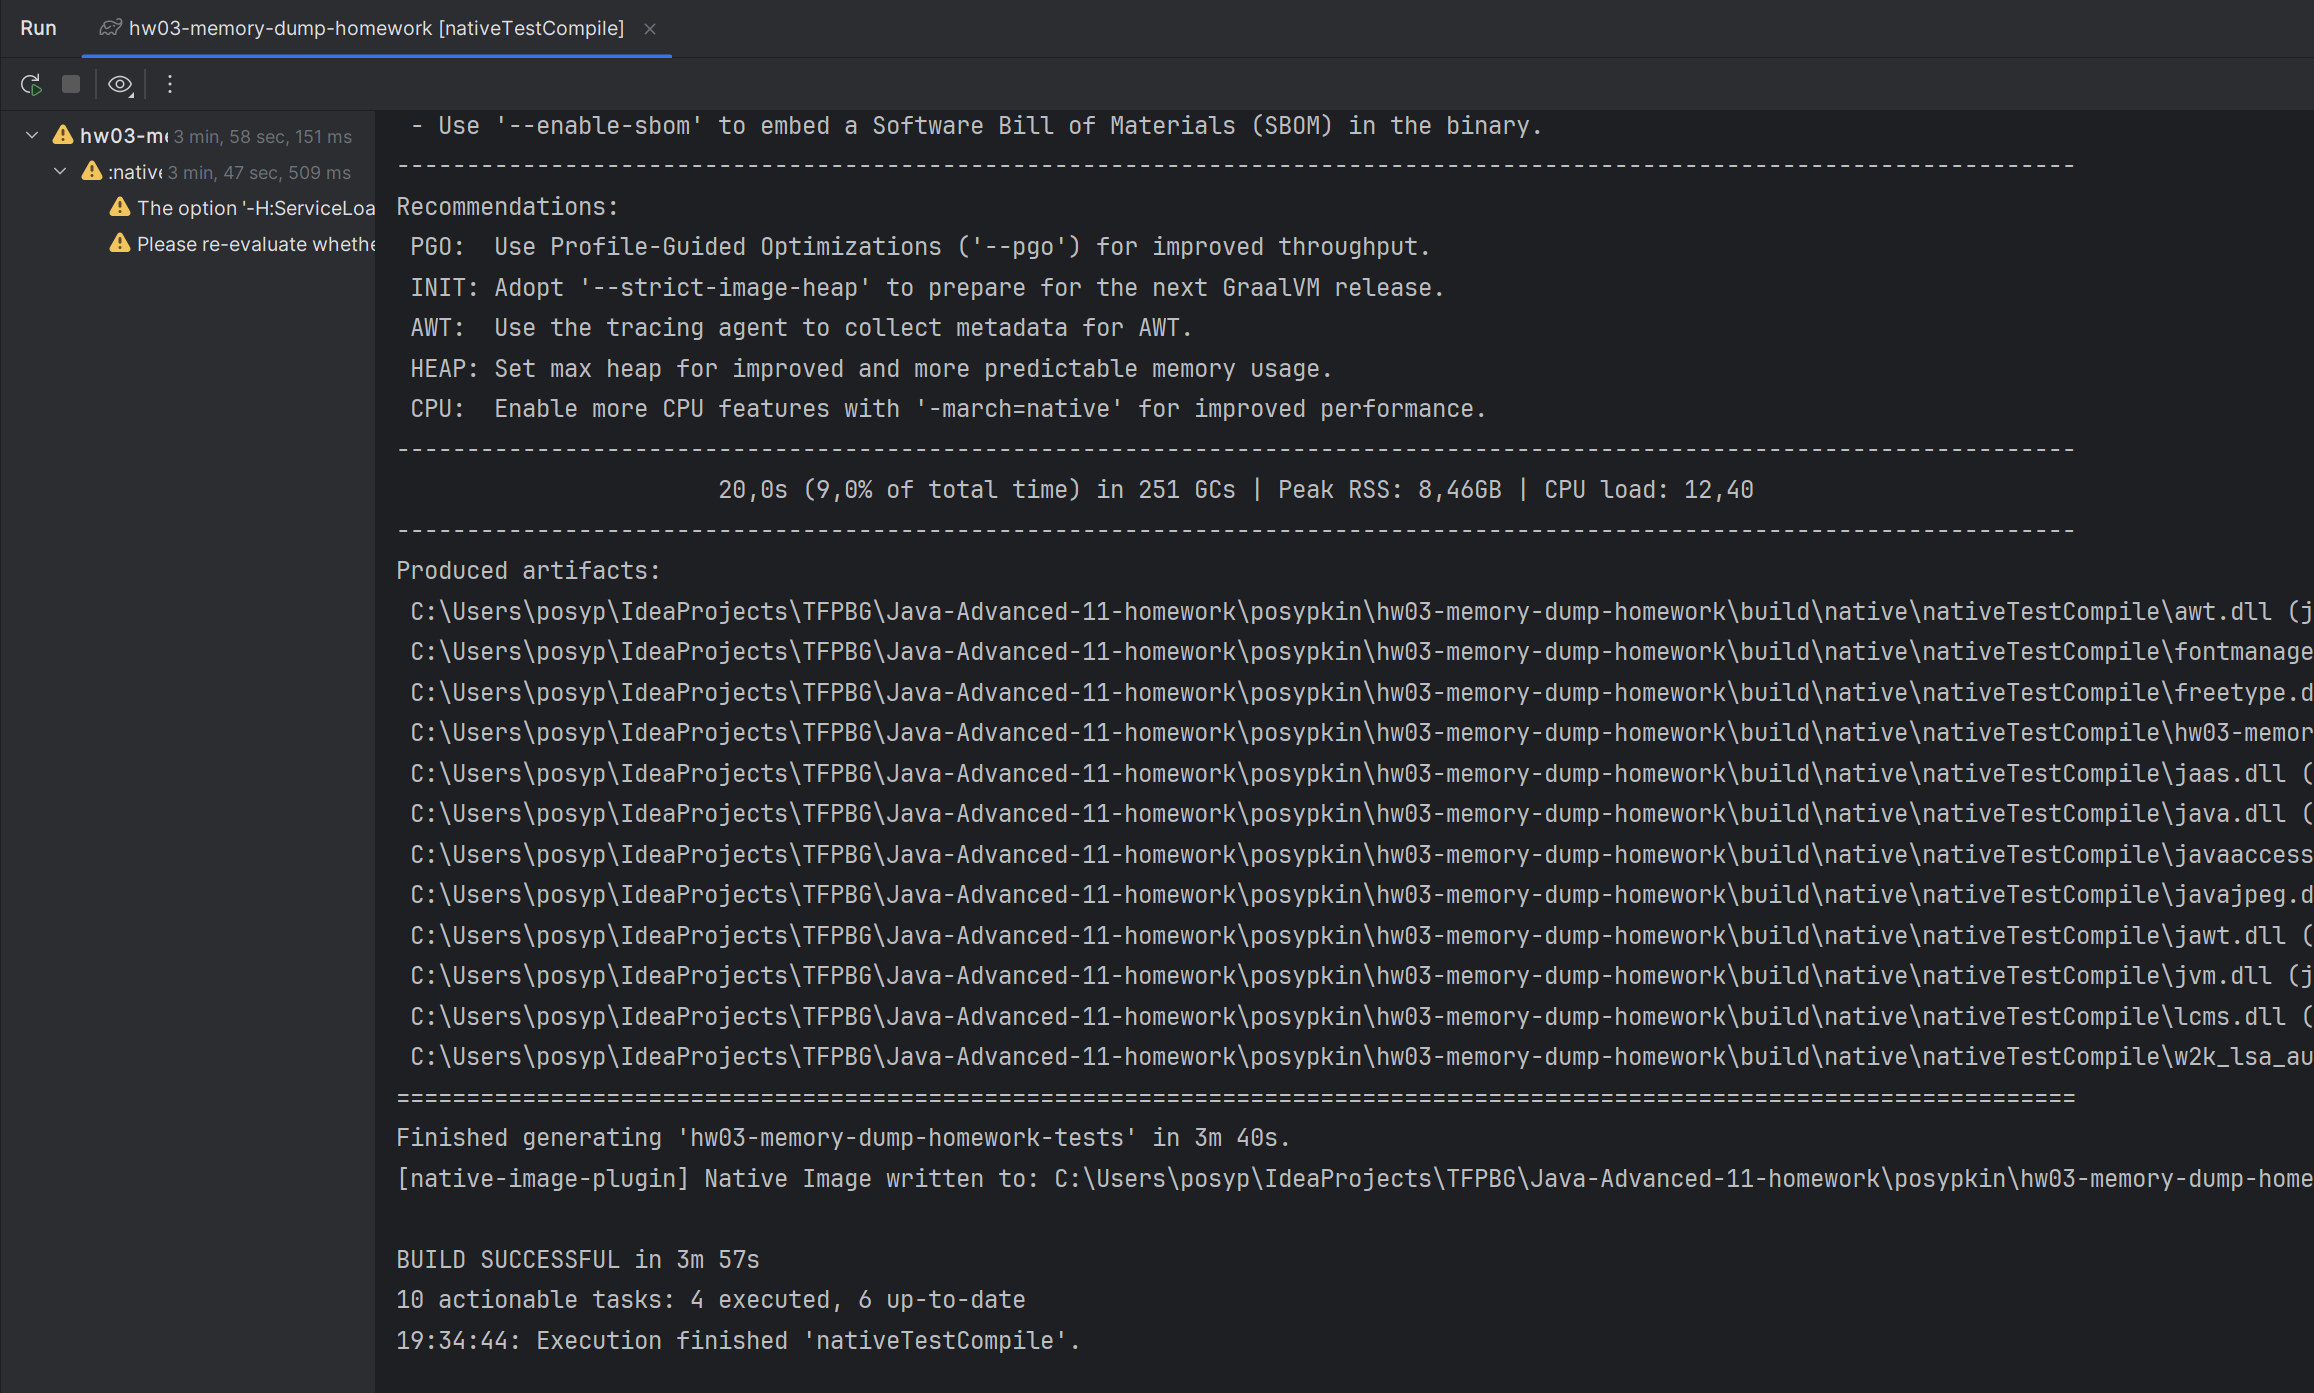 Run hw03-memory-dump-homework [nativeTestCompile]
hw03-me 3 min, 58 sec, 151 ms
:native 3 min, 47 sec, 509 ms
The option '-H:ServiceLoa
Please re-evaluate whethe
- Use '--enable-sbom' to embed a Software Bill of Materials (SBOM) in the binary.
------------------------------------------------------------------------------------------------------------------------
Recommendations:
PGO:  Use Profile-Guided Optimizations ('--pgo') for improved throughput.
INIT: Adopt '--strict-image-heap' to prepare for the next GraalVM release.
AWT:  Use the tracing agent to collect metadata for AWT.
HEAP: Set max heap for improved and more predictable memory usage.
CPU:  Enable more CPU features with '-march=native' for improved performance.
------------------------------------------------------------------------------------------------------------------------
20,0s (9,0% of total time) in 251 GCs | Peak RSS: 8,46GB | CPU load: 12,40
------------------------------------------------------------------------------------------------------------------------
Produced artifacts:
C:\Users\posyp\IdeaProjects\TFPBG\Java-Advanced-11-homework\posypkin\hw03-memory-dump-homework\build\native\nativeTestCompile\awt.dll (j
C:\Users\posyp\IdeaProjects\TFPBG\Java-Advanced-11-homework\posypkin\hw03-memory-dump-homework\build\native\nativeTestCompile\fontmanage
C:\Users\posyp\IdeaProjects\TFPBG\Java-Advanced-11-homework\posypkin\hw03-memory-dump-homework\build\native\nativeTestCompile\freetype.d
C:\Users\posyp\IdeaProjects\TFPBG\Java-Advanced-11-homework\posypkin\hw03-memory-dump-homework\build\native\nativeTestCompile\hw03-memor
C:\Users\posyp\IdeaProjects\TFPBG\Java-Advanced-11-homework\posypkin\hw03-memory-dump-homework\build\native\nativeTestCompile\jaas.dll (
C:\Users\posyp\IdeaProjects\TFPBG\Java-Advanced-11-homework\posypkin\hw03-memory-dump-homework\build\native\nativeTestCompile\java.dll (
C:\Users\posyp\IdeaProjects\TFPBG\Java-Advanced-11-homework\posypkin\hw03-memory-dump-homework\build\native\nativeTestCompile\javaaccess
C:\Users\posyp\IdeaProjects\TFPBG\Java-Advanced-11-homework\posypkin\hw03-memory-dump-homework\build\native\nativeTestCompile\javajpeg.d
C:\Users\posyp\IdeaProjects\TFPBG\Java-Advanced-11-homework\posypkin\hw03-memory-dump-homework\build\native\nativeTestCompile\jawt.dll (
C:\Users\posyp\IdeaProjects\TFPBG\Java-Advanced-11-homework\posypkin\hw03-memory-dump-homework\build\native\nativeTestCompile\jvm.dll (j
C:\Users\posyp\IdeaProjects\TFPBG\Java-Advanced-11-homework\posypkin\hw03-memory-dump-homework\build\native\nativeTestCompile\lcms.dll (
C:\Users\posyp\IdeaProjects\TFPBG\Java-Advanced-11-homework\posypkin\hw03-memory-dump-homework\build\native\nativeTestCompile\w2k_lsa_au
========================================================================================================================
Finished generating 'hw03-memory-dump-homework-tests' in 3m 40s.
[native-image-plugin] Native Image written to: C:\Users\posyp\IdeaProjects\TFPBG\Java-Advanced-11-homework\posypkin\hw03-memory-dump-home
BUILD SUCCESSFUL in 3m 57s
10 actionable tasks: 4 executed, 6 up-to-date
19:34:44: Execution finished 'nativeTestCompile'.